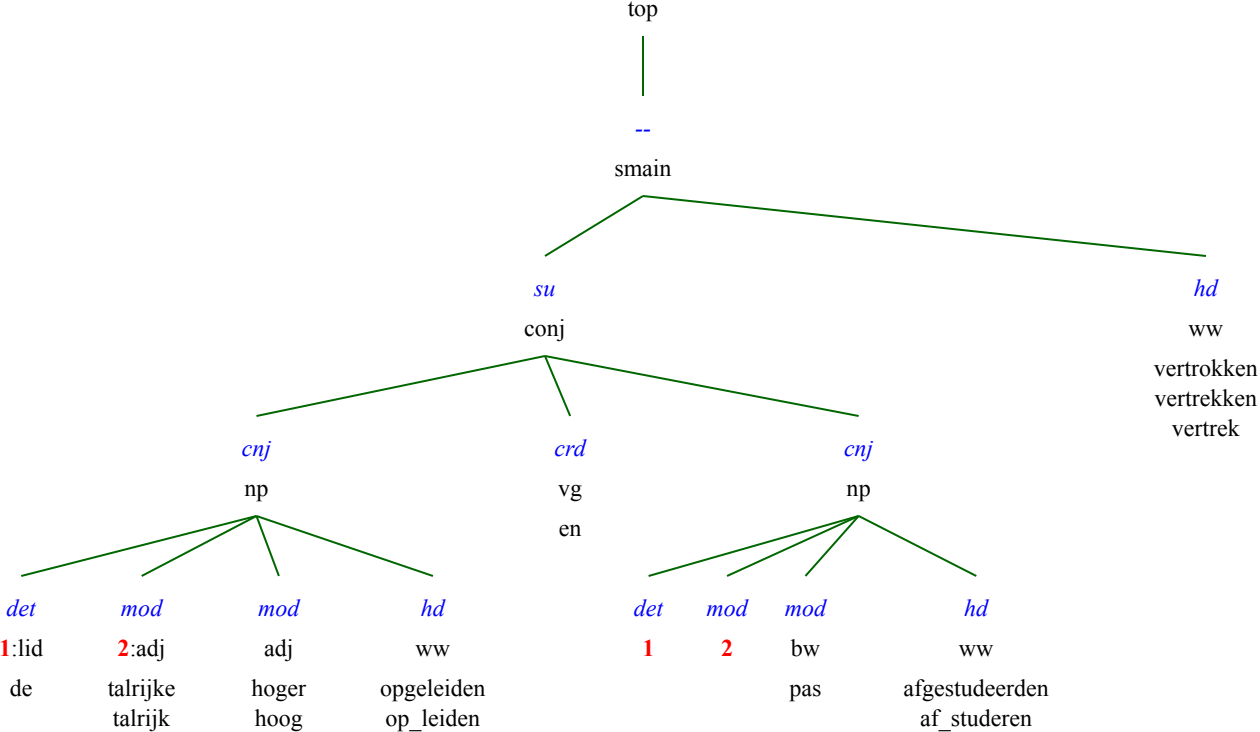 top
--
smain
su hd
conj ww
vertrokken
vertrekken
vertrek
cnj crd cnj
np vg np
en
det mod mod hd det mod mod hd
1:lid 2:adj adj ww 1 2 bw ww
de talrijke hoger opgeleiden pas afgestudeerden
talrijk hoog op_leiden af_studeren